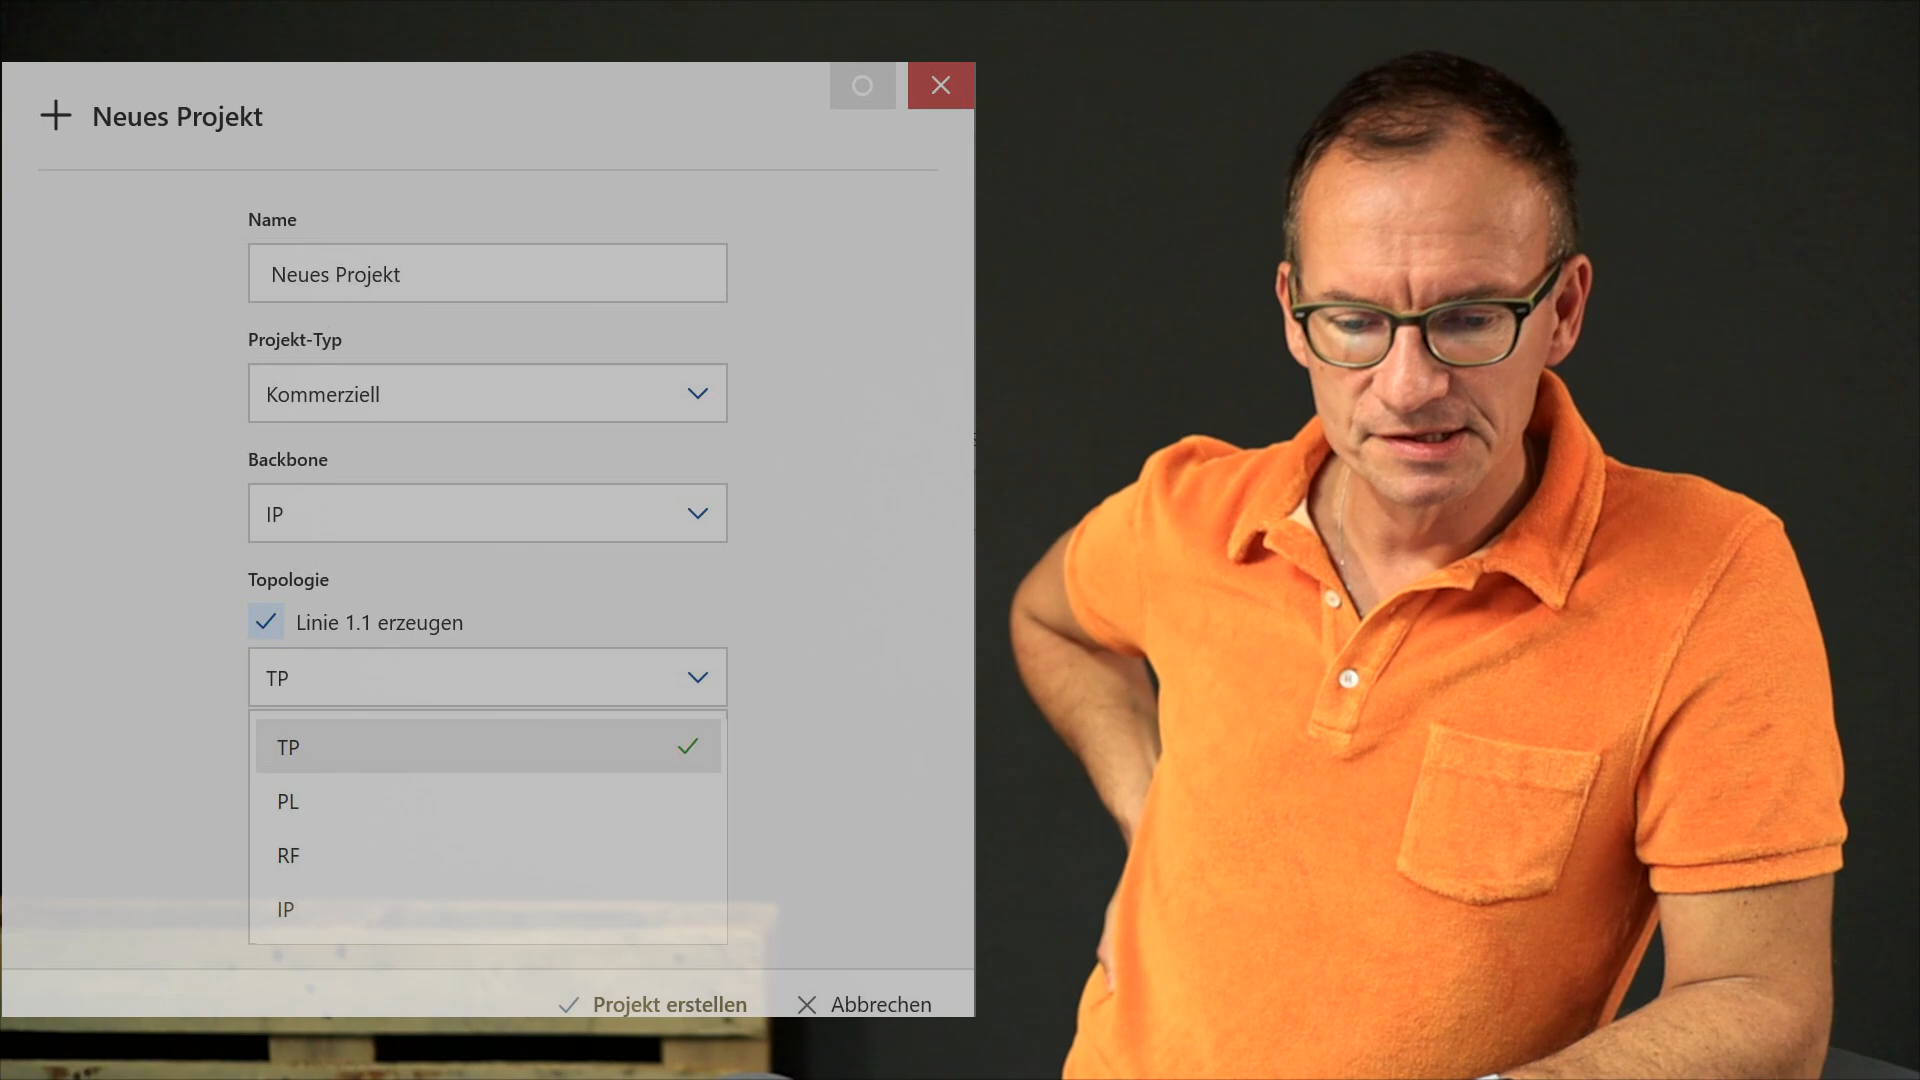 Neues Projekt
Name
Neues Projekt
Projekt-Typ
Kommerziell
Backbone
IP
Topologie
Linie 1.1 erzeugen
TP
TP
PL
RF
IP
Projekt erstellen
Abbrechen